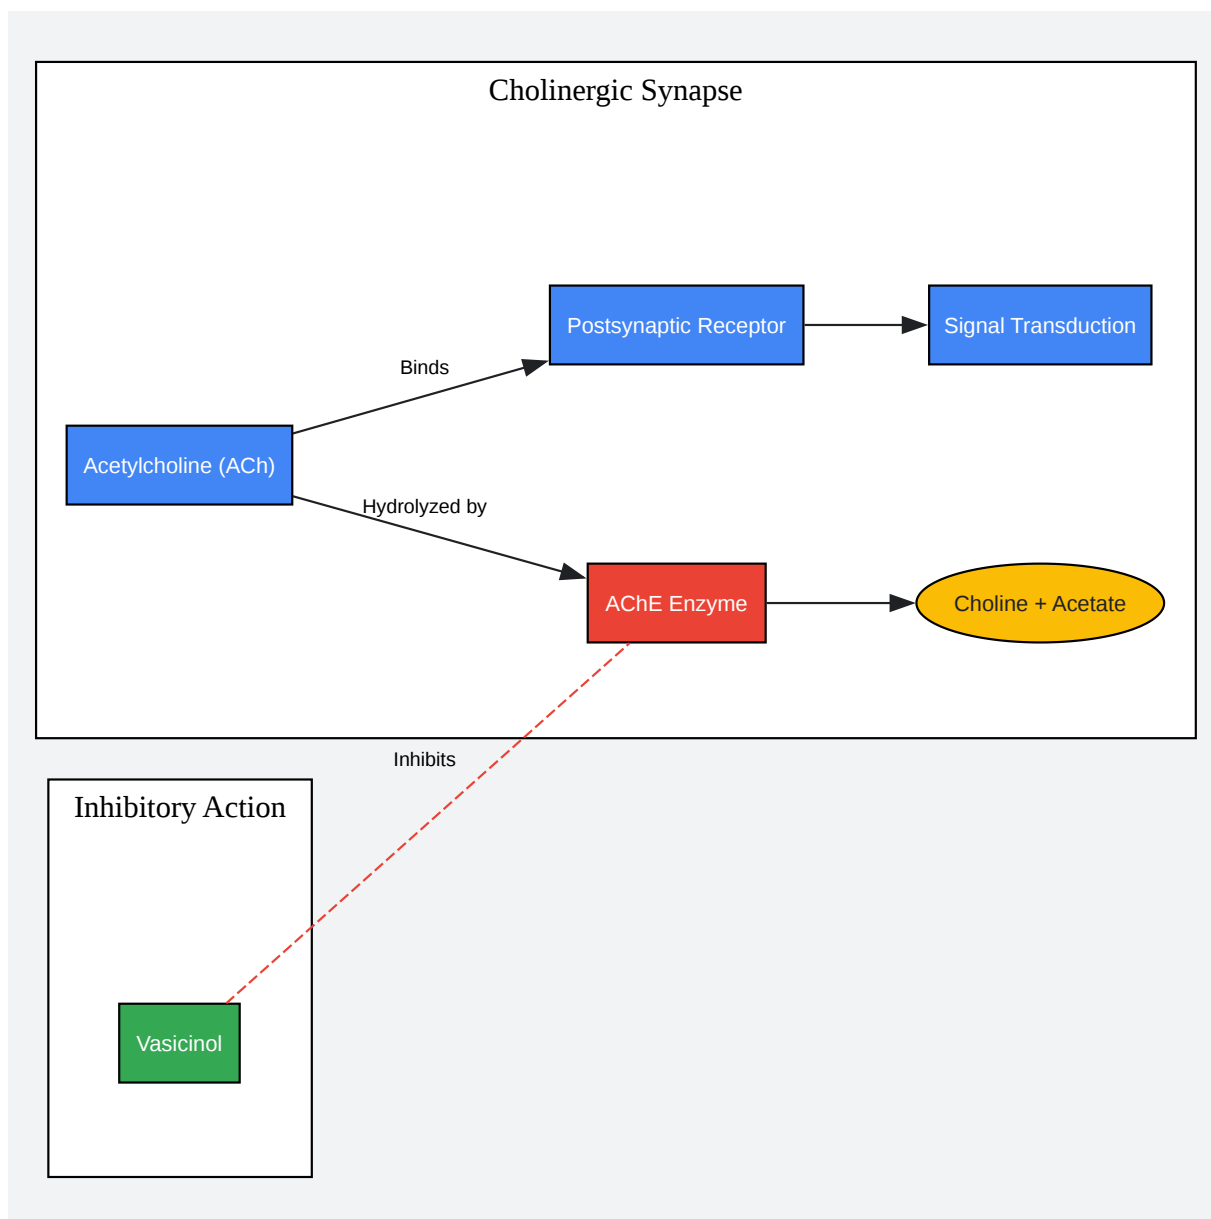 Cholinergic Synapse
Postsynaptic Receptor
Signal Transduction
Binds
Acetylcholine (ACh)
Hydrolyzed by
AChE Enzyme
Choline + Acetate
Inhibits
Inhibitory Action
Vasicinol